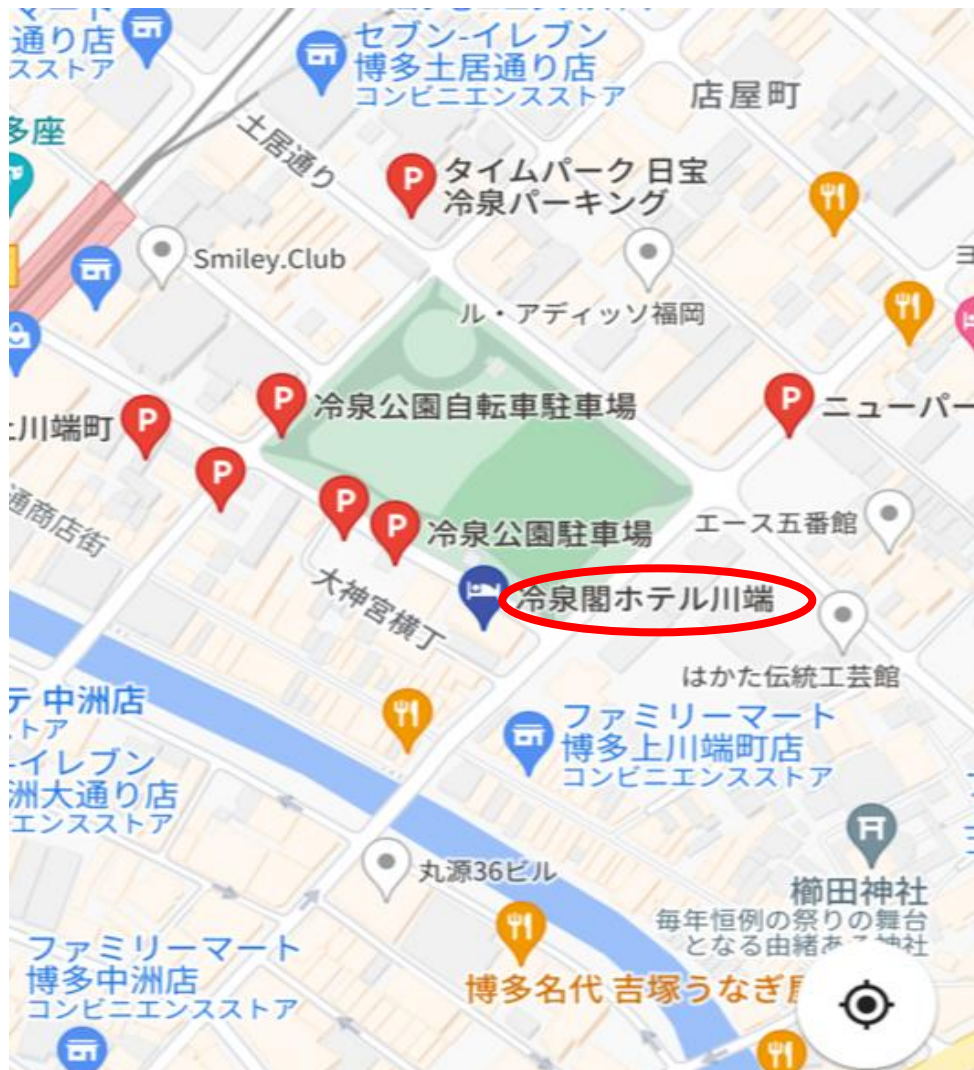 通り店
ストア
セブン-イレブン
博多土居通り店
コンビニエンスストア
店屋町
多座
土居通り
P
タイムパーク 日宝
冷泉パーキング
Smiley.Club
ル・アディッソ福岡
P
冷泉公園自転車駐車場
P
ニューパー
川端町
P
P
通商店街
P
P
冷泉公園駐車場
エース五番館
大神宮横丁
冷泉閣ホテル川端
はかた伝統工芸館
中洲店
トア
ファミリーマート
博多上川端町店
コンビニエンスストア
-イレブン
洲大通り店
エンスストア
丸源36ビル
櫛田神社
毎年恒例の祭りの舞台
となる由緒ある神社
博多名代 吉塚うなぎ屋
ファミリーマート
博多中洲店
コンビニエンスストア